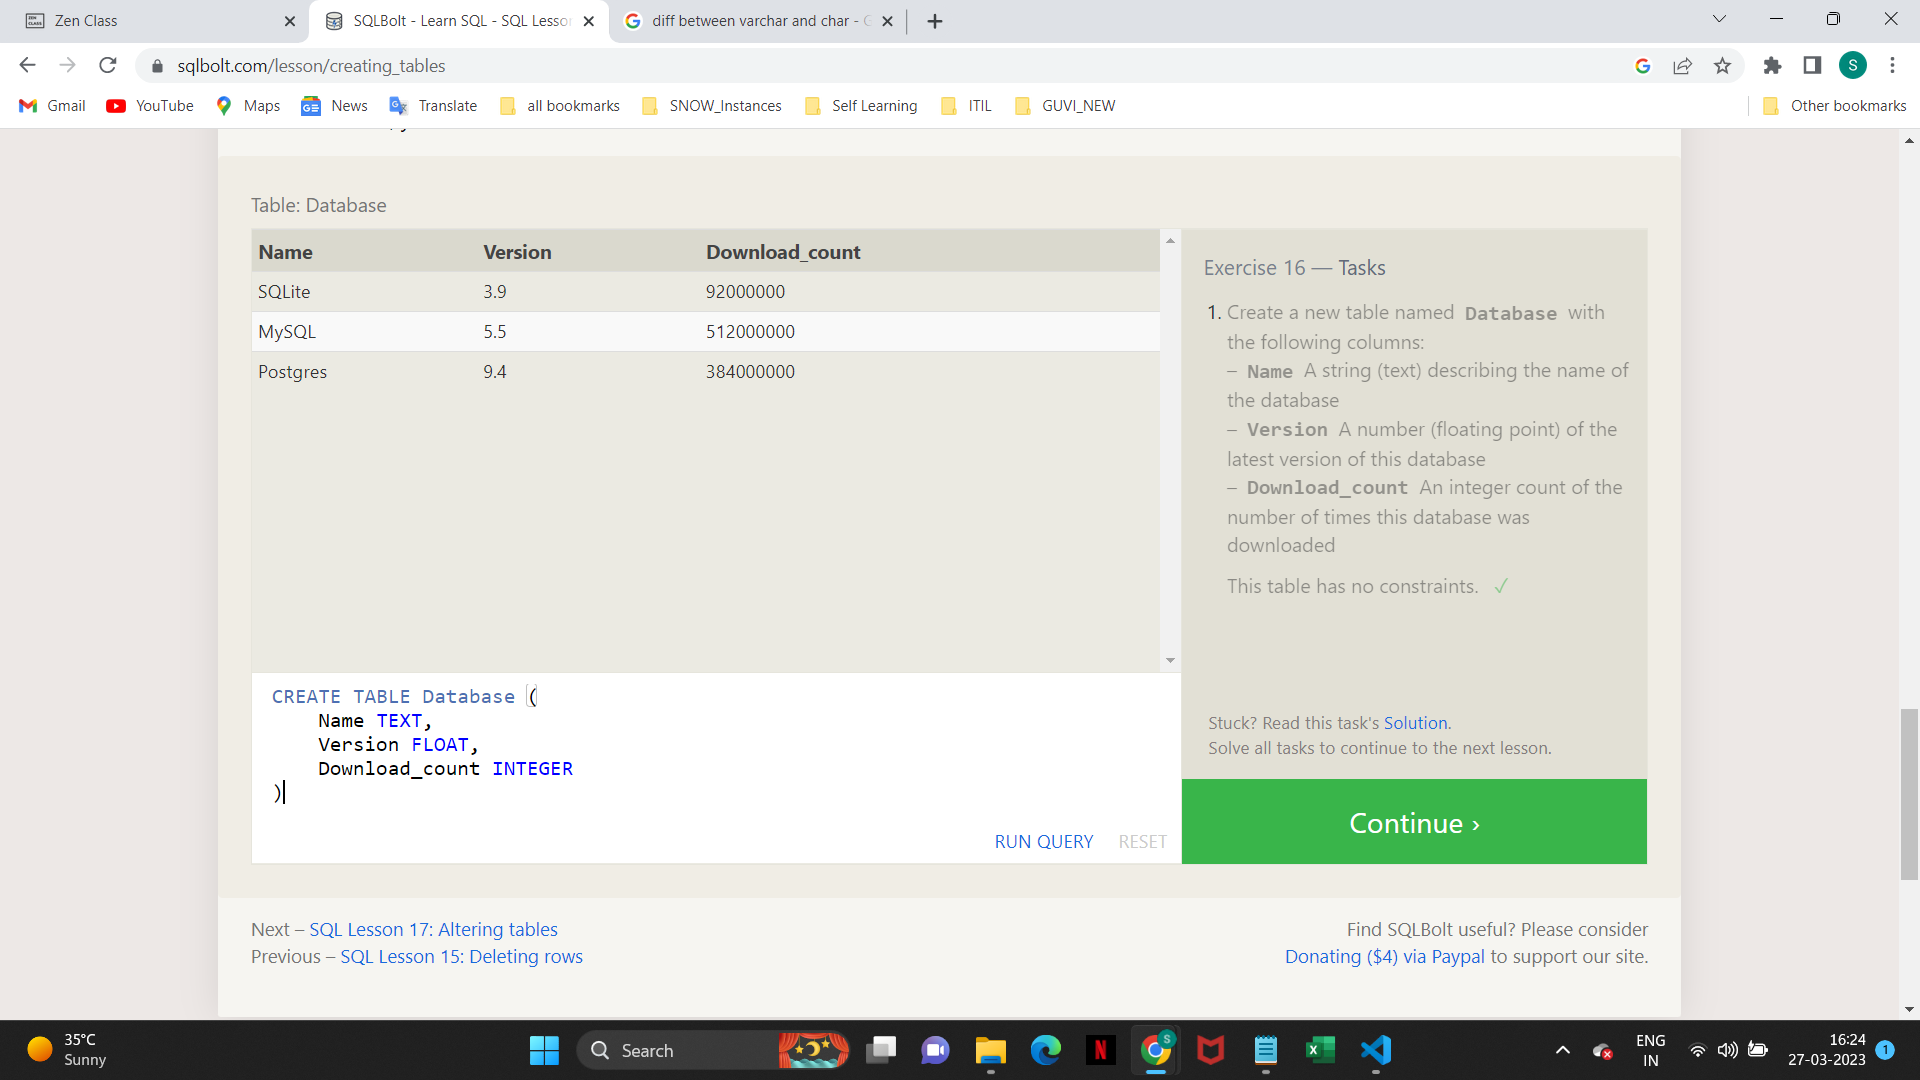 Zen Class
SQLBolt - Learn SQL - SQL Lesson
diff between varchar and char - G
sqlbolt.com/lesson/creating_tables
S
Gmail
YouTube
Maps
News
Translate
all bookmarks
SNOW_Instances
Self Learning
ITIL
GUVI_NEW
Other bookmarks
Table: Database
Name Version Download_count
SQLite 3.9 92000000
MySQL 5.5 512000000
Postgres 9.4 384000000
Exercise 16 — Tasks
1. Create a new table named Database with
the following columns:
– Name A string (text) describing the name of
the database
– Version A number (floating point) of the
latest version of this database
– Download_count An integer count of the
number of times this database was
downloaded
This table has no constraints. ✓
Stuck? Read this task's Solution.
Solve all tasks to continue to the next lesson.
Continue ›
CREATE TABLE Database (
Name TEXT,
Version FLOAT,
Download_count INTEGER
)
RUN QUERY RESET
Next – SQL Lesson 17: Altering tables
Previous – SQL Lesson 15: Deleting rows
Find SQLBolt useful? Please consider
Donating ($4) via Paypal to support our site.
35°C
Sunny
Search
ENG
IN
16:24
27-03-2023
1